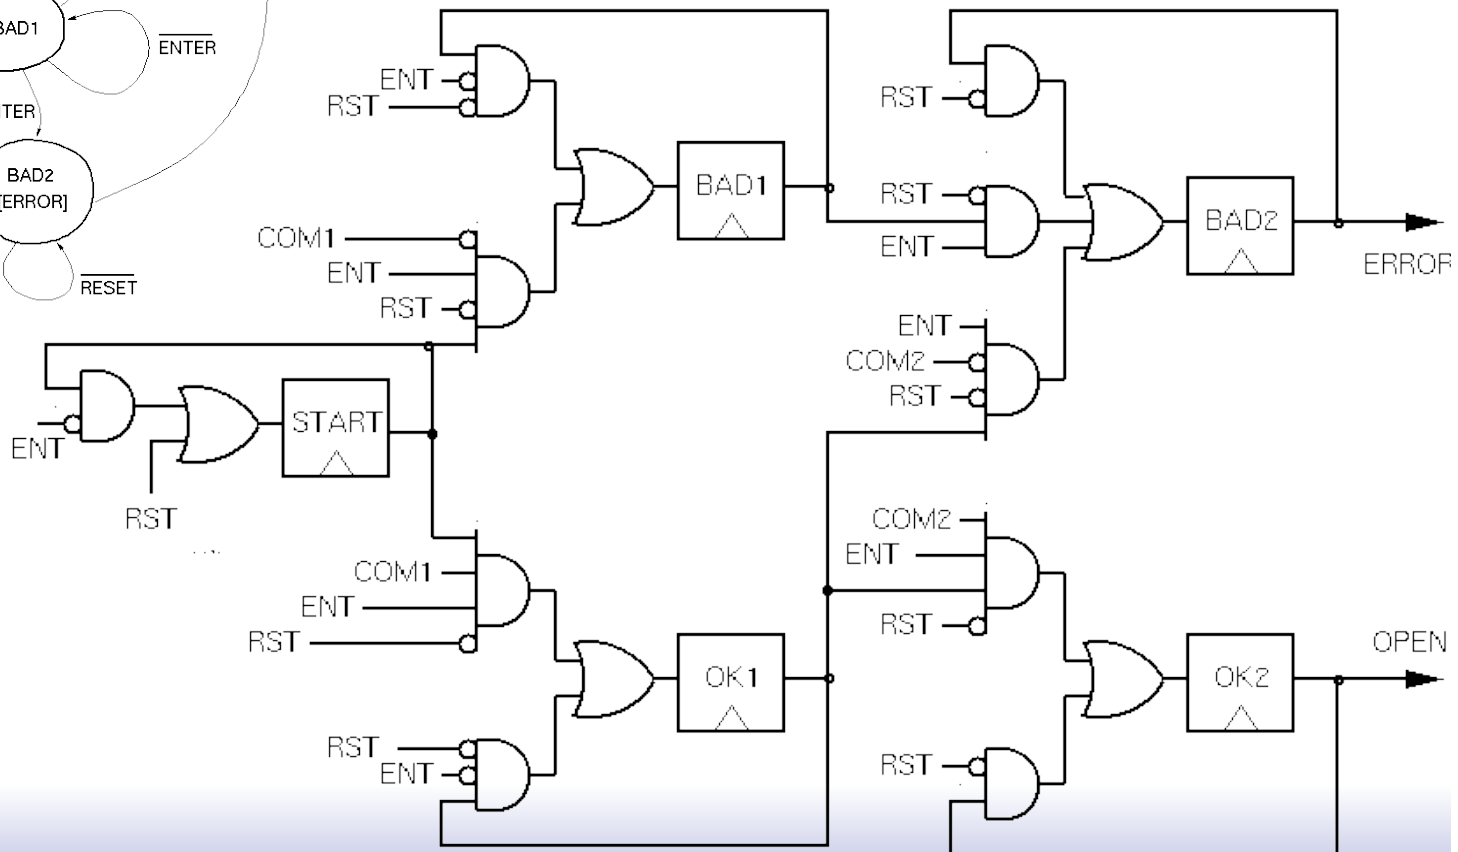 BAD1
ENTER
TER
BAD2
[ERROR]
RESET
ENT
RST
BAD1
COM1
ENT
RST
ENT
RST
START
COM1
ENT
RST
OK1
RST
ENT
RST
RST
ENT
BAD2
ERROR
ENT
COM2
RST
COM2
ENT
RST
OK2
OPEN
RST